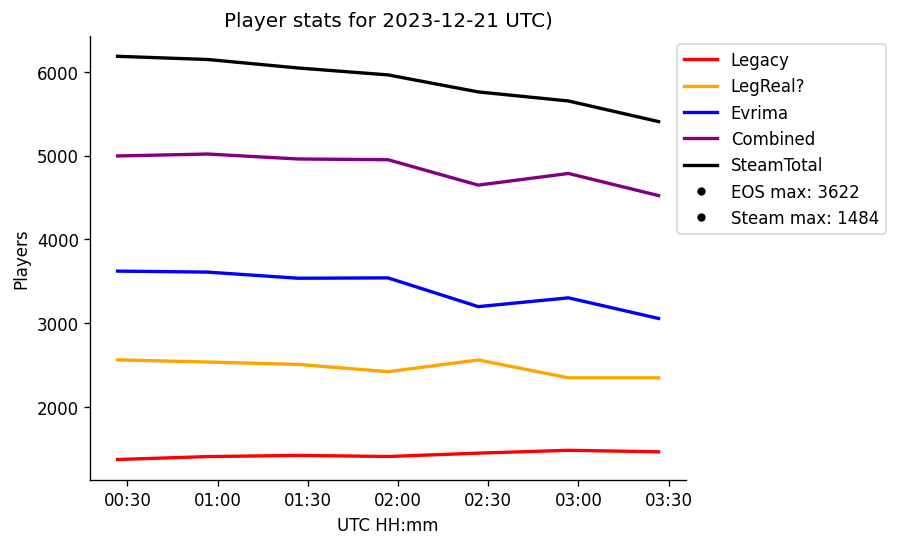 Player stats for 2023-12-21 UTC)
Players
6000
5000
4000
3000
2000
00:30 01:00 01:30 02:00 02:30 03:00 03:30
UTC HH:mm
Legacy
LegReal?
Evrima
Combined
SteamTotal
EOS max: 3622
Steam max: 1484